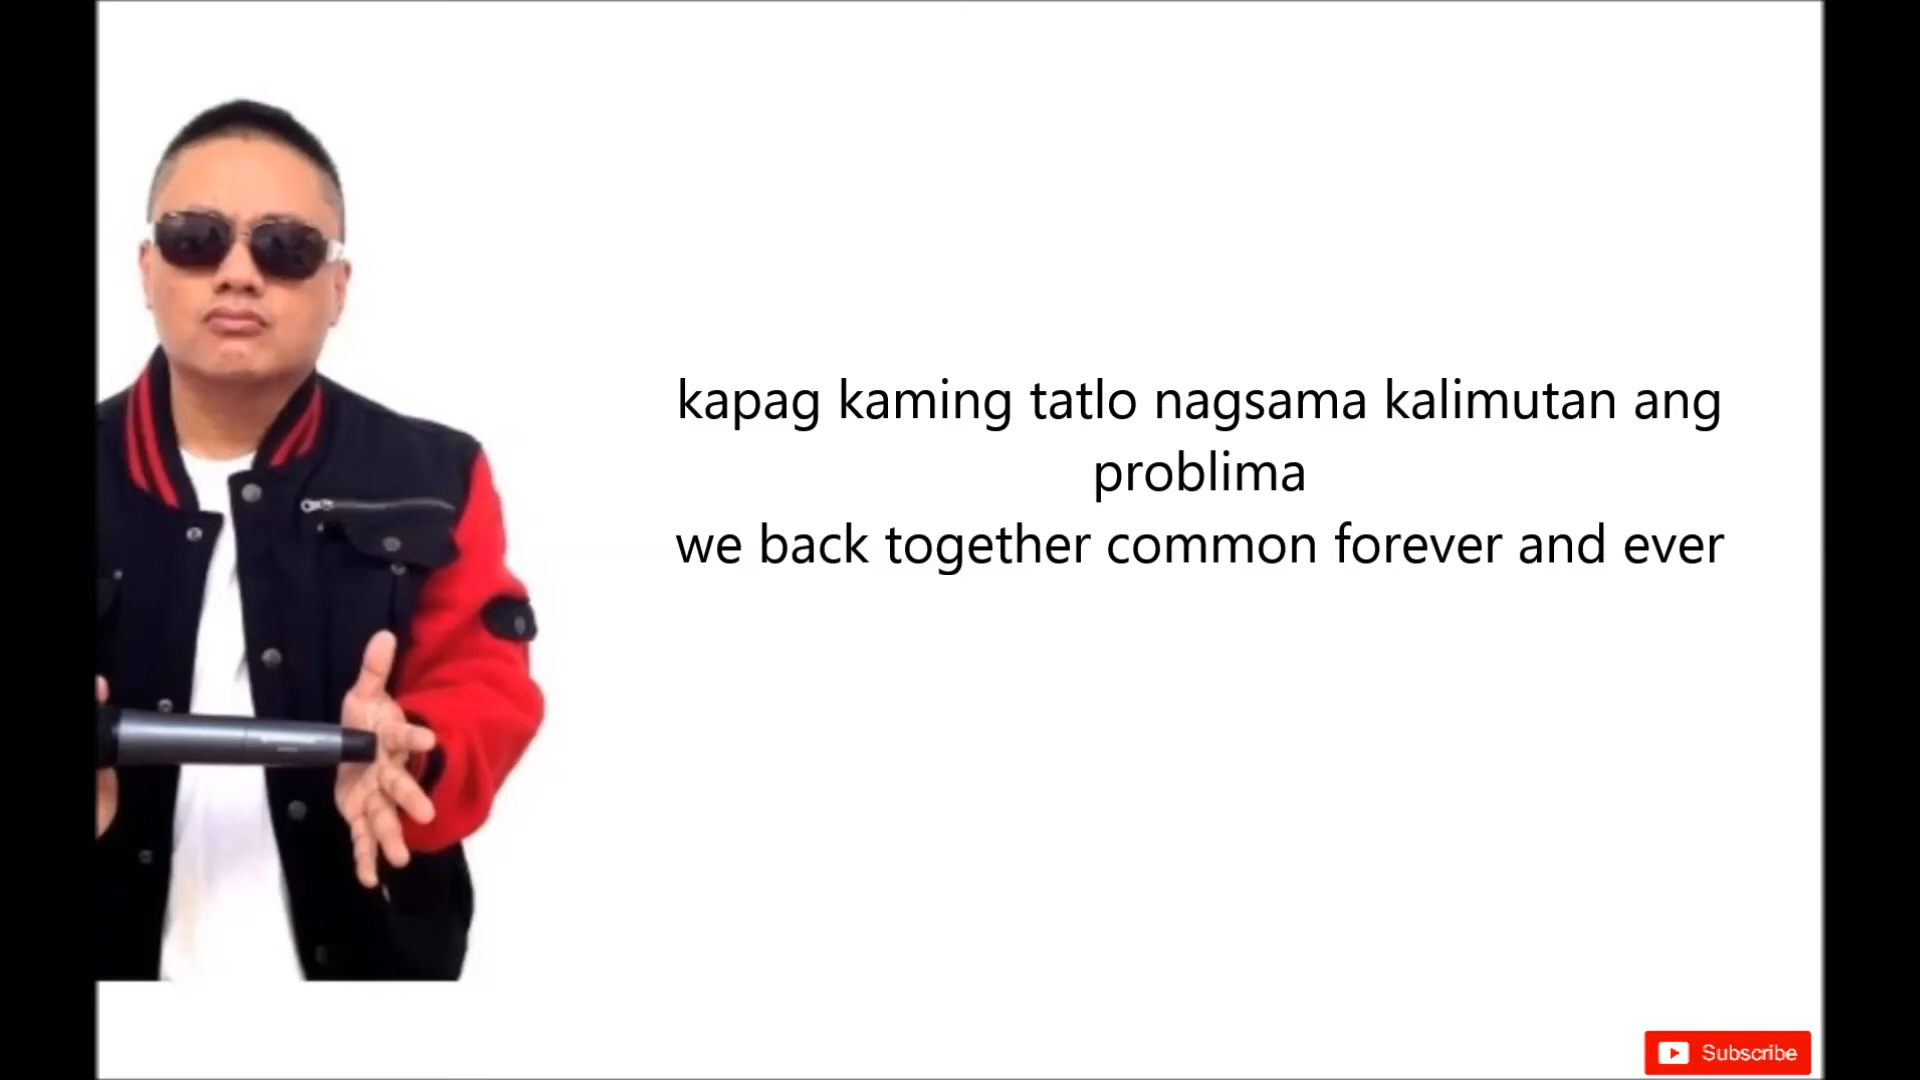 kapag kaming tatlo nagsama kalimutan ang
problima
we back together common forever and ever
Subscribe